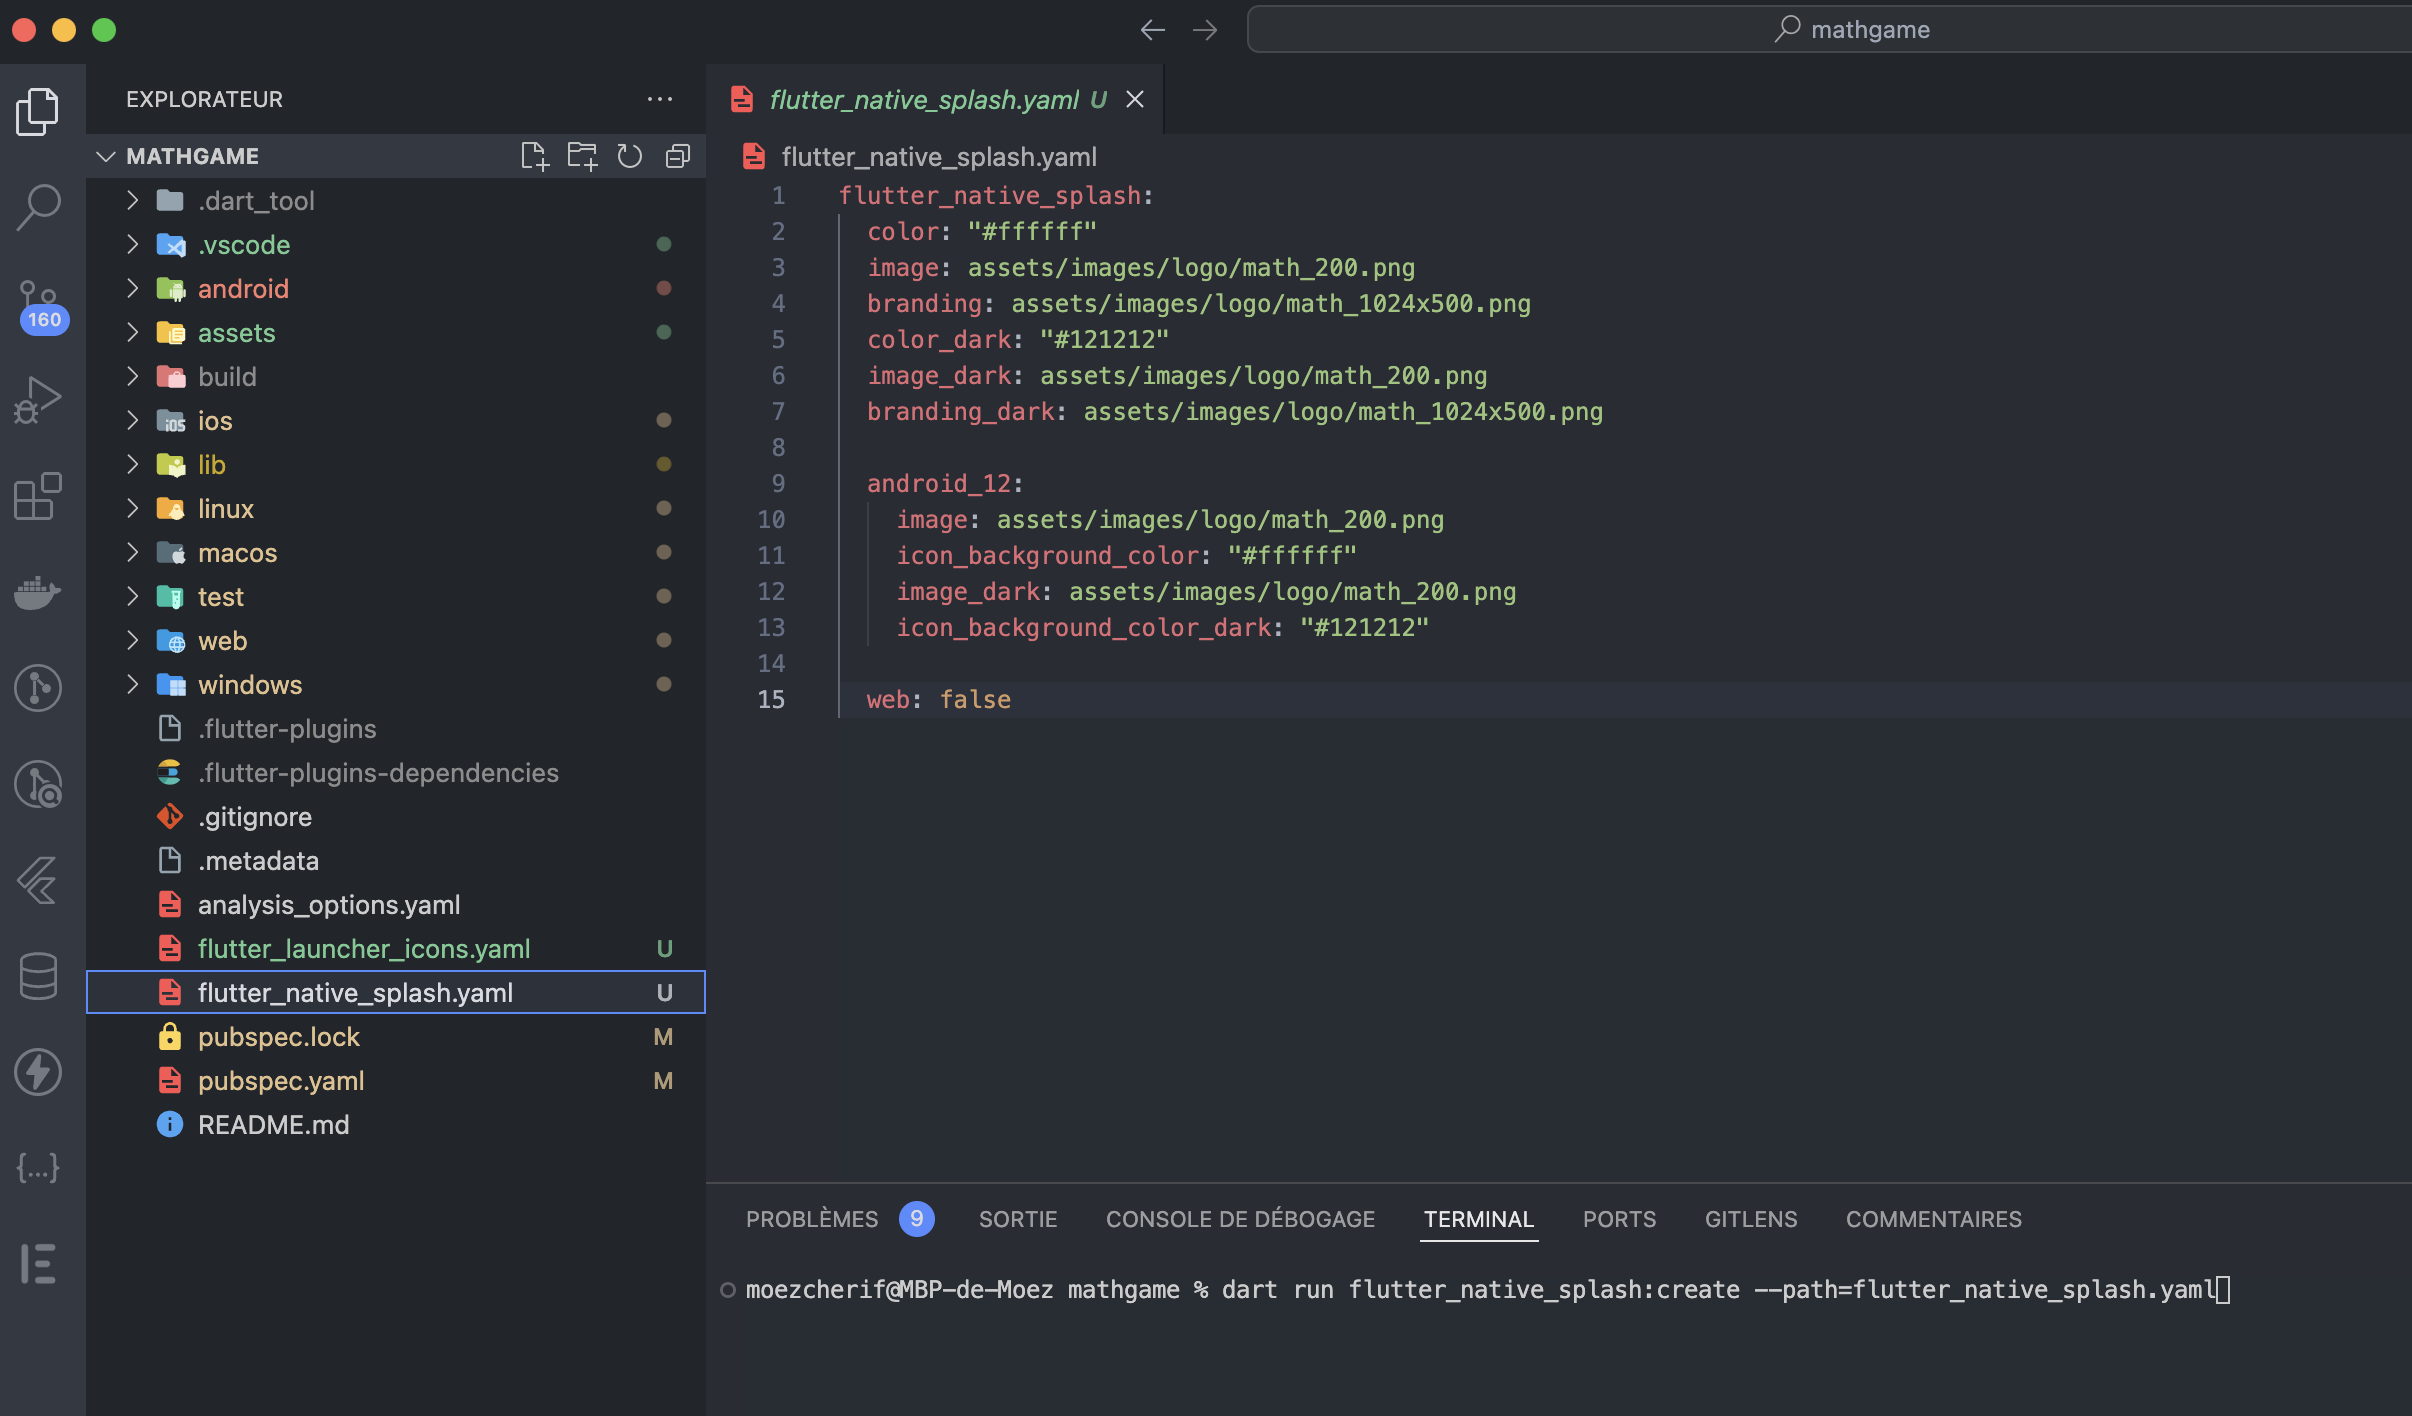 mathgame
EXPLORATEUR
MATHGAME
.dart_tool
.vscode
android
160
assets
build
ios
lib
linux
macos
test
web
windows
.flutter-plugins
.flutter-plugins-dependencies
.gitignore
.metadata
analysis_options.yaml
flutter_launcher_icons.yaml U
flutter_native_splash.yaml U
pubspec.lock M
pubspec.yaml M
README.md
flutter_native_splash.yaml U
flutter_native_splash.yaml
1 flutter_native_splash:
2 color: "#ffffff"
3 image: assets/images/logo/math_200.png
4 branding: assets/images/logo/math_1024x500.png
5 color_dark: "#121212"
6 image_dark: assets/images/logo/math_200.png
7 branding_dark: assets/images/logo/math_1024x500.png
8
9 android_12:
10 image: assets/images/logo/math_200.png
11 icon_background_color: "#ffffff"
12 image_dark: assets/images/logo/math_200.png
13 icon_background_color_dark: "#121212"
14
15 web: false
PROBLÈMES 9 SORTIE CONSOLE DE DÉBOGAGE TERMINAL PORTS GITLENS COMMENTAIRES
moezcherif@MBP-de-Moez mathgame % dart run flutter_native_splash:create --path=flutter_native_splash.yaml